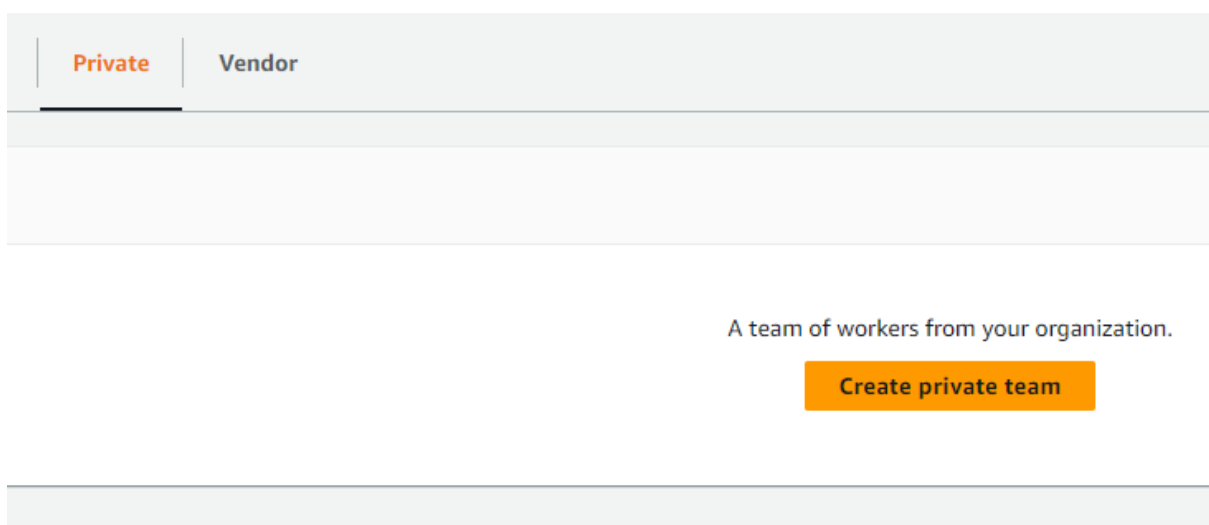 Private Vendor
A team of workers from your organization.
Create private team